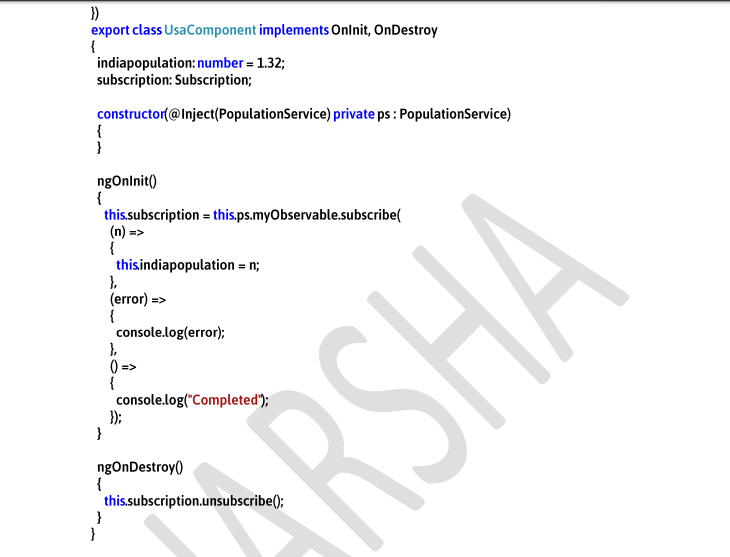 })
export class UsaComponent implements OnInit, OnDestroy
{
indiapopulation: number = 1.32;
subscription: Subscription;
constructor(@Inject(PopulationService) private ps : PopulationService)
{
}
ngOnInit()
{
this.subscription = this.ps.myObservable.subscribe(
(n) =>
{
this.indiapopulation = n;
},
(error) =>
{
console.log(error);
},
() =>
{
console.log("Completed");
});
}
ngOnDestroy()
{
this.subscription.unsubscribe();
}
}
HARSHA